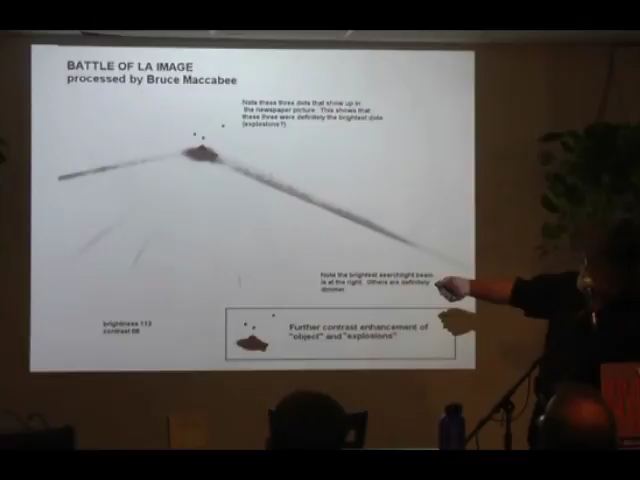 BATTLE OF LA IMAGE
processed by Bruce Maccabee
Note these three dots that show up in
the newspaper picture. This shows that
these three were definitely the brightest dots
(explosions?)
Note the brightest searchlight beam
is at the right. Others are definitely
dimmer.
brightness 113
contrast 68
Further contrast enhancement of
"object" and "explosions"